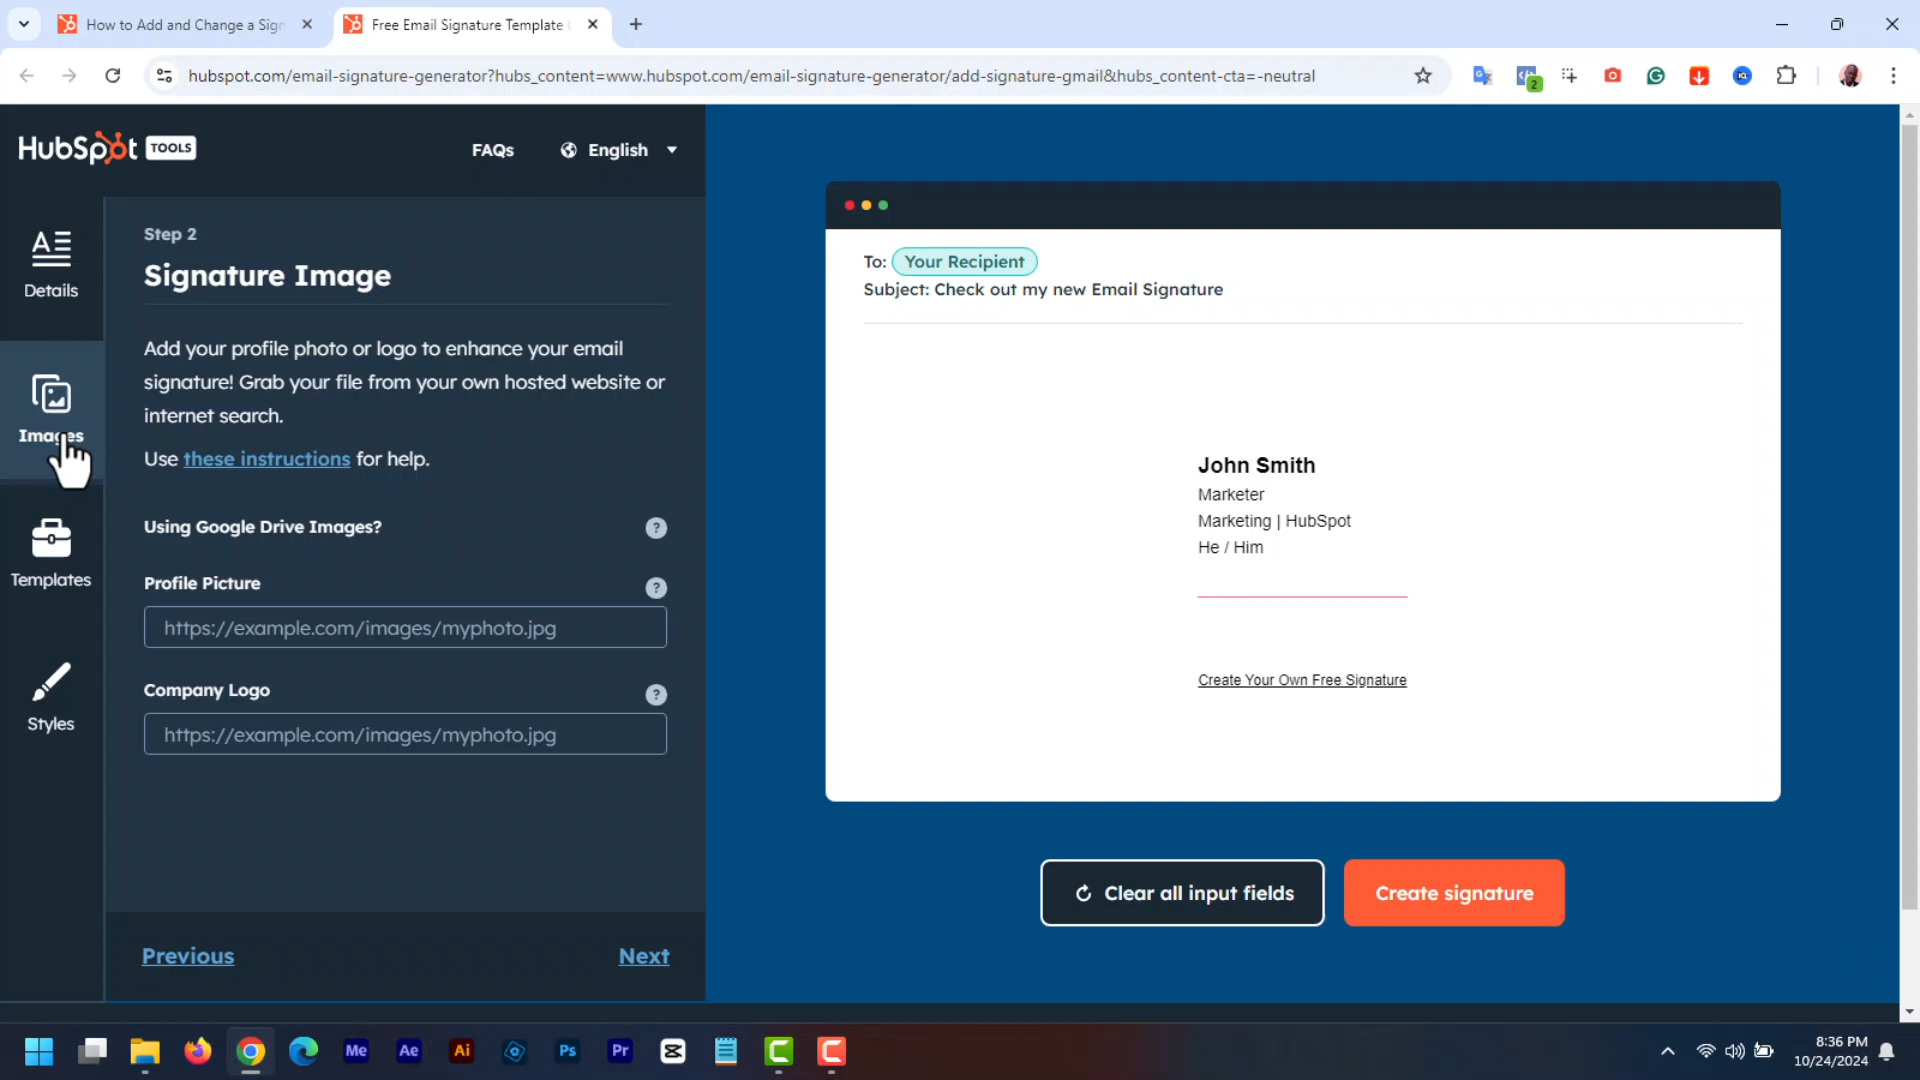 How to Add and Change a Sign
Free Email Signature Template
hubspot.com/email-signature-generator?hubs_content=www.hubspot.com/email-signature-generator/add-signature-gmail&hubs_content-cta=-neutral
2
HubSpot TOOLS
FAQs
English
Details
Images
Templates
Styles
Step 2
Signature Image
Add your profile photo or logo to enhance your email
signature! Grab your file from your own hosted website or
internet search.
Use these instructions for help.
Using Google Drive Images?
?
Profile Picture
?
https://example.com/images/myphoto.jpg
Company Logo
?
https://example.com/images/myphoto.jpg
Previous
Next
To: Your Recipient
Subject: Check out my new Email Signature
John Smith
Marketer
Marketing | HubSpot
He / Him
Create Your Own Free Signature
Clear all input fields
Create signature
Me
Ae
Ai
Ps
Pr
8:36 PM
10/24/2024